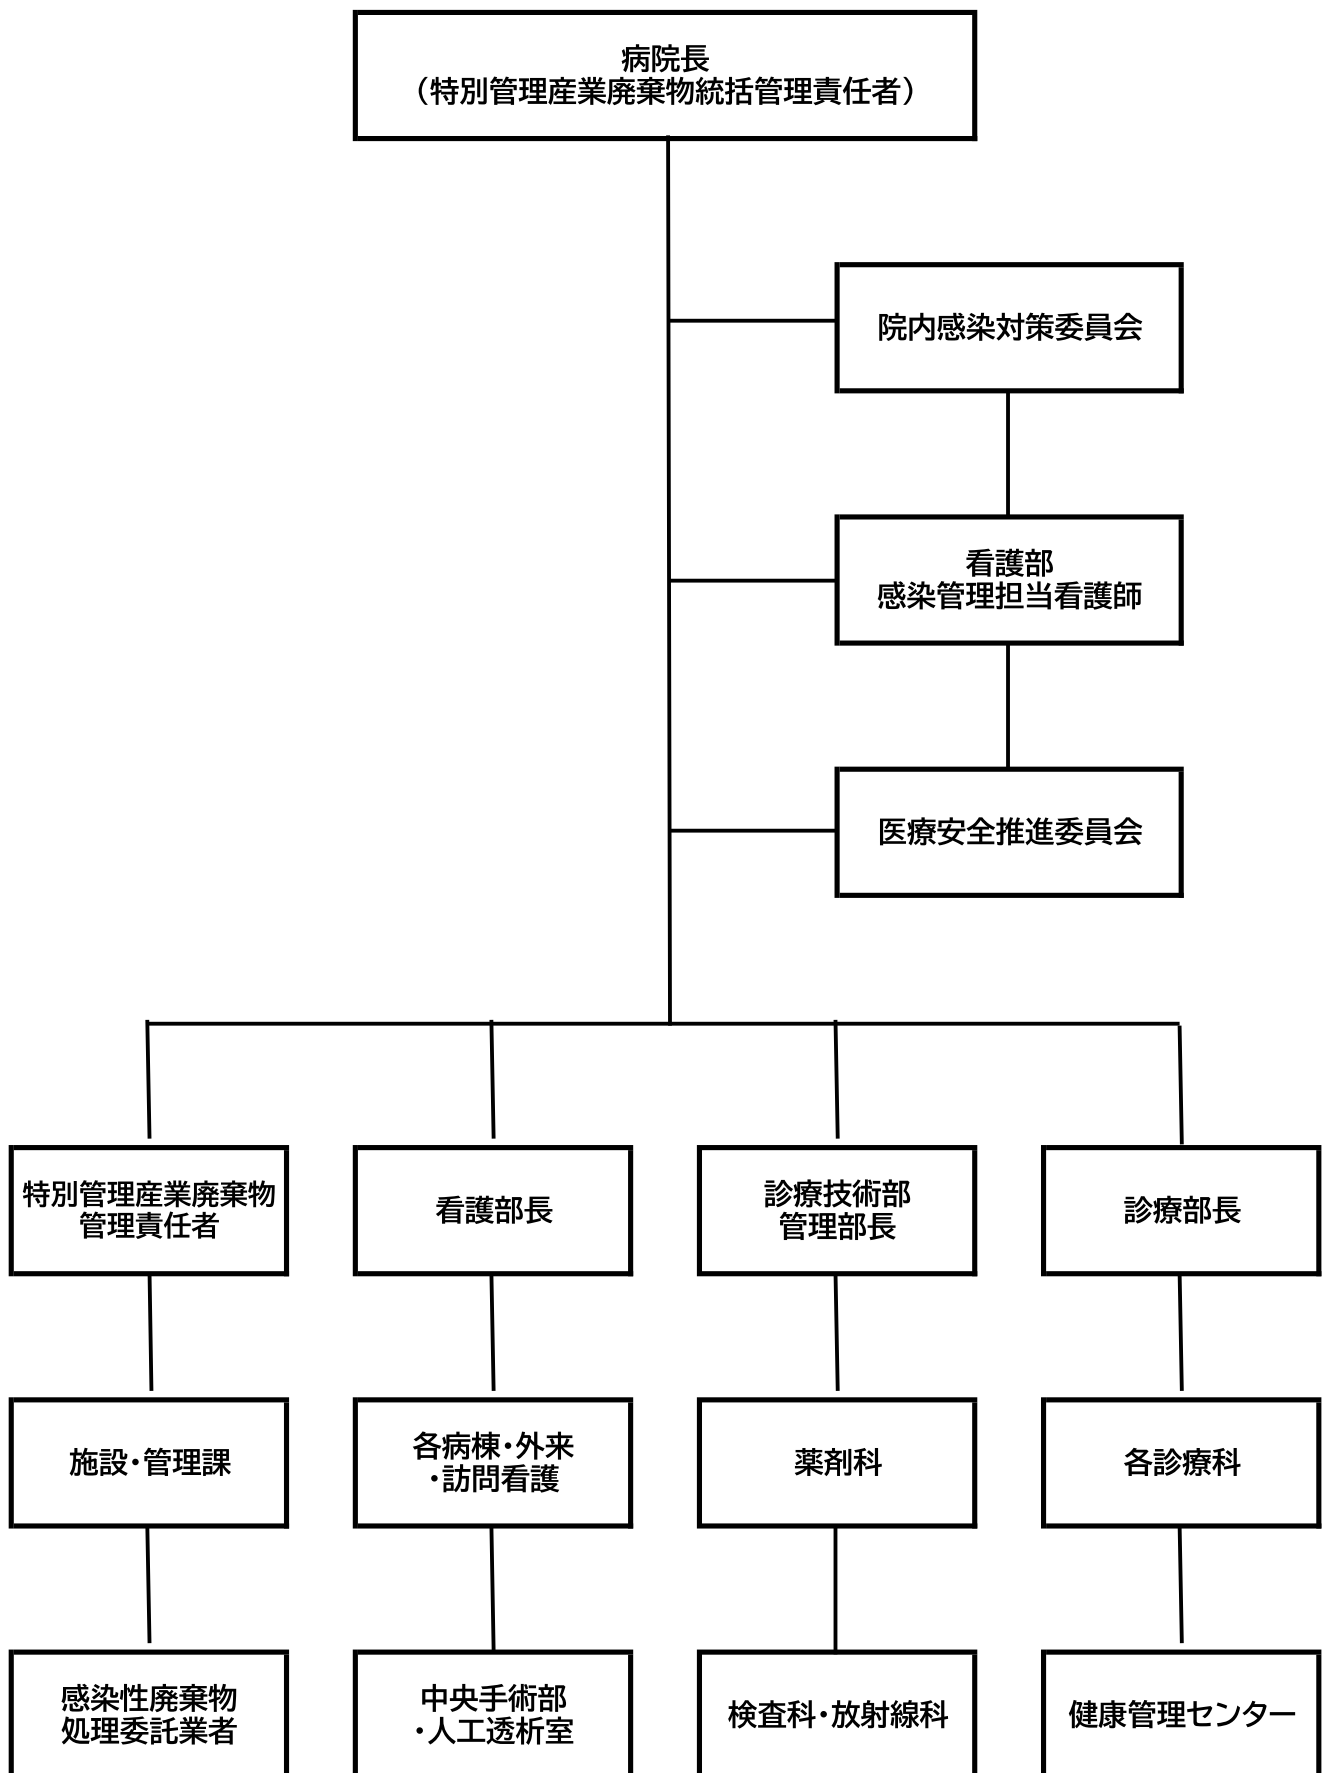 病院長
（特別管理産業廃棄物統括管理責任者）
院内感染対策委員会
看護部
感染管理担当看護師
医療安全推進委員会
特別管理産業廃棄物
管理責任者
看護部長
診療技術部
管理部長
診療部長
施設・管理課
各病棟・外来
・訪問看護
薬剤科
各診療科
感染性廃棄物
処理委託業者
中央手術部
・人工透析室
検査科・放射線科
健康管理センター